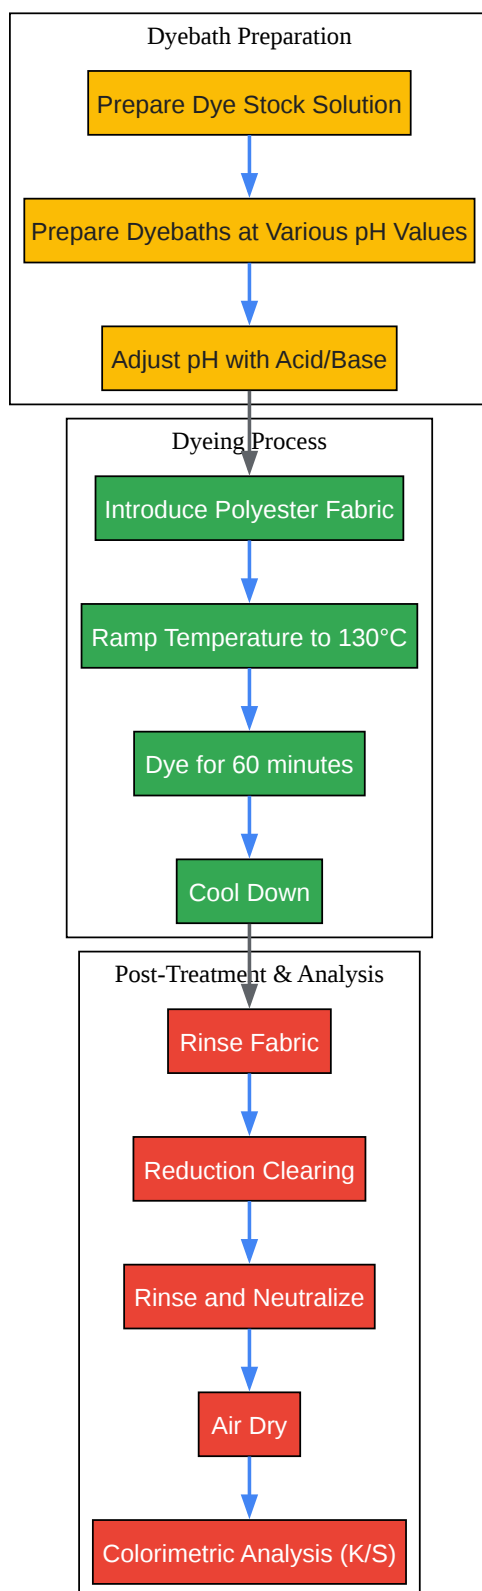 Dyebath Preparation
Prepare Dye Stock Solution
Prepare Dyebaths at Various pH Values
Adjust pH with Acid/Base
Dyeing Process
Introduce Polyester Fabric
Ramp Temperature to 130°C
Dye for 60 minutes
Cool Down
Post-Treatment & Analysis
Rinse Fabric
Reduction Clearing
Rinse and Neutralize
Air Dry
Colorimetric Analysis (K/S)